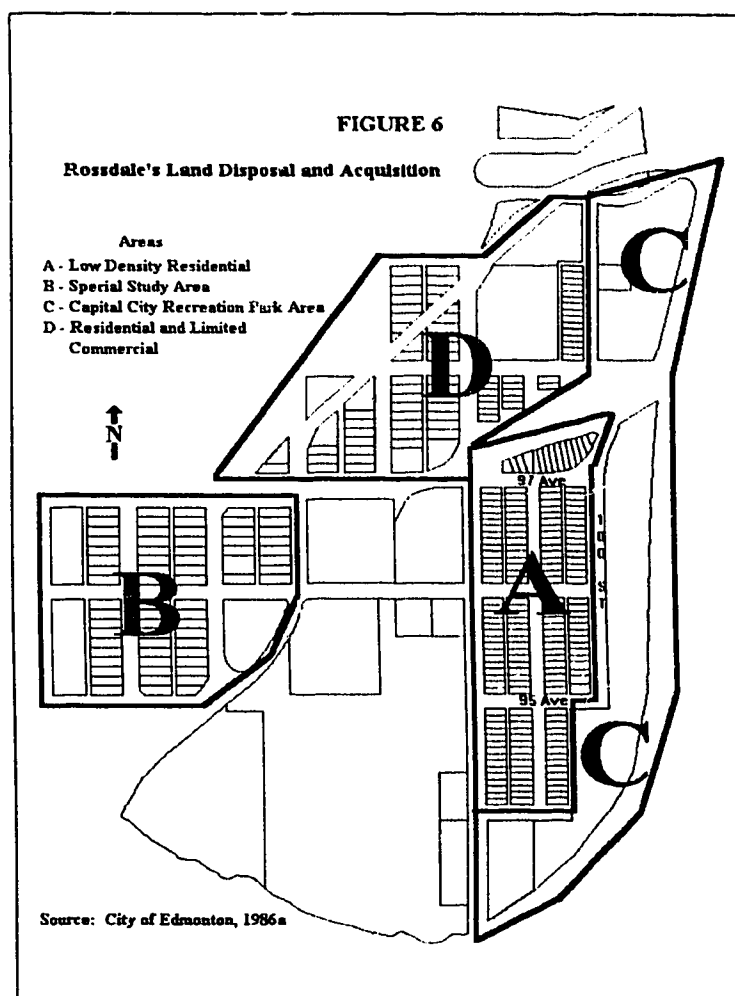 FIGURE 6
Rossdale's Land Disposal and Acquisition
Areas
A - Low Density Residential
B - Special Study Area
C - Capital City Recreation Park Area
D - Residential and Limited
Commercial
N
C
D
97 Ave
100 ST
A
B
95 Ave
C
Source: City of Edmonton, 1986a